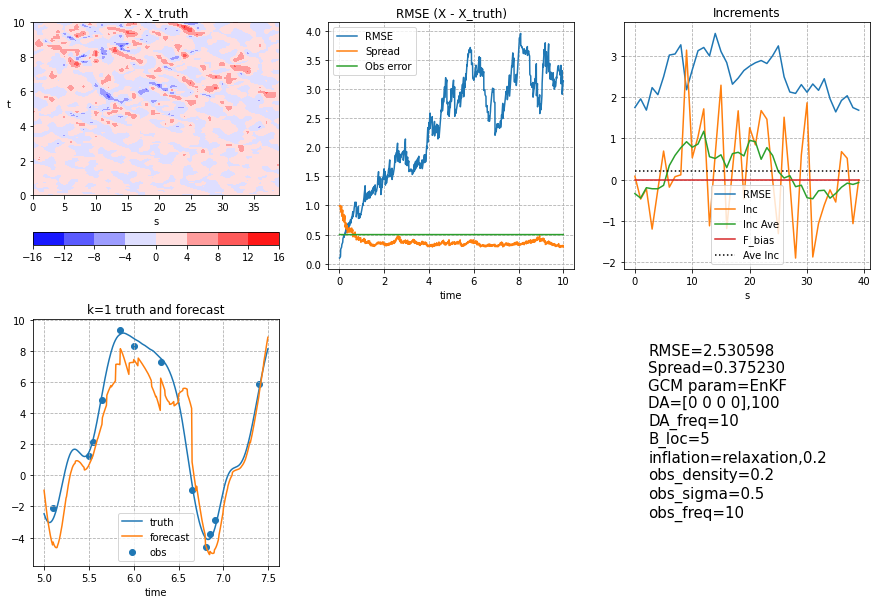 X - X_truth
10
8
6
t
4
2
0
0 5 10 15 20 25 30 35
s
−16 −12 −8 −4 0 4 8 12 16
RMSE (X - X_truth)
4.0
3.5
3.0
2.5
2.0
1.5
1.0
0.5
0.0
RMSE
Spread
Obs error
0 2 4 6 8 10
time
Increments
3
2
1
0
−1
−2
RMSE
Inc
Inc Ave
F_bias
Ave Inc
0 10 20 30 40
s
k=1 truth and forecast
10
8
6
4
2
0
−2
−4
truth
forecast
obs
5.0 5.5 6.0 6.5 7.0 7.5
time
RMSE=2.530598
Spread=0.375230
GCM param=EnKF
DA=[0 0 0 0],100
DA_freq=10
B_loc=5
inflation=relaxation,0.2
obs_density=0.2
obs_sigma=0.5
obs_freq=10